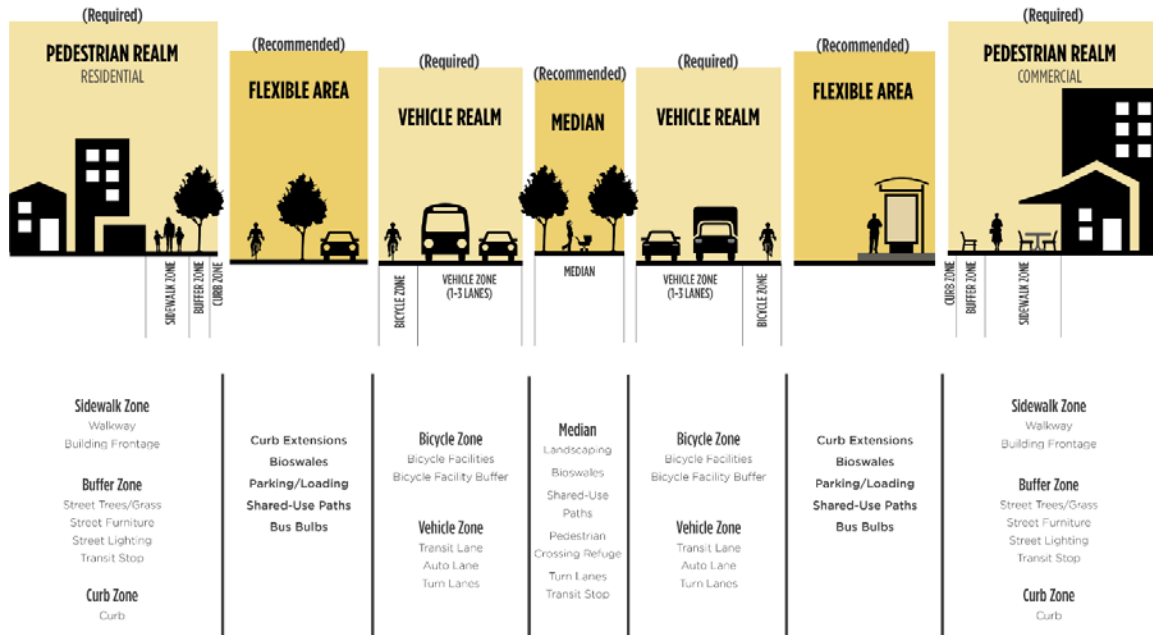 (Required)
PEDESTRIAN REALM
RESIDENTIAL
(Recommended)
FLEXIBLE AREA
(Required)
VEHICLE REALM
(Recommended)
MEDIAN
(Required)
VEHICLE REALM
(Recommended)
FLEXIBLE AREA
(Required)
PEDESTRIAN REALM
COMMERCIAL
SIDEWALK ZONE
BUFFER ZONE
CURB ZONE
BICYCLE ZONE
VEHICLE ZONE
(1-3 LANES)
MEDIAN
VEHICLE ZONE
(1-3 LANES)
BICYCLE ZONE
CURB ZONE
BUFFER ZONE
SIDEWALK ZONE
Sidewalk Zone
Walkway
Building Frontage
Buffer Zone
Street Trees/Grass
Street Furniture
Street Lighting
Transit Stop
Curb Zone
Curb
Curb Extensions
Bioswales
Parking/Loading
Shared-Use Paths
Bus Bulbs
Bicycle Zone
Bicycle Facilities
Bicycle Facility Buffer
Vehicle Zone
Transit Lane
Auto Lane
Turn Lanes
Median
Landscaping
Bioswales
Shared-Use
Paths
Pedestrian
Crossing Refuge
Turn Lanes
Transit Stop
Bicycle Zone
Bicycle Facilities
Bicycle Facility Buffer
Vehicle Zone
Transit Lane
Auto Lane
Turn Lanes
Curb Extensions
Bioswales
Parking/Loading
Shared-Use Paths
Bus Bulbs
Sidewalk Zone
Walkway
Building Frontage
Buffer Zone
Street Trees/Grass
Street Furniture
Street Lighting
Transit Stop
Curb Zone
Curb